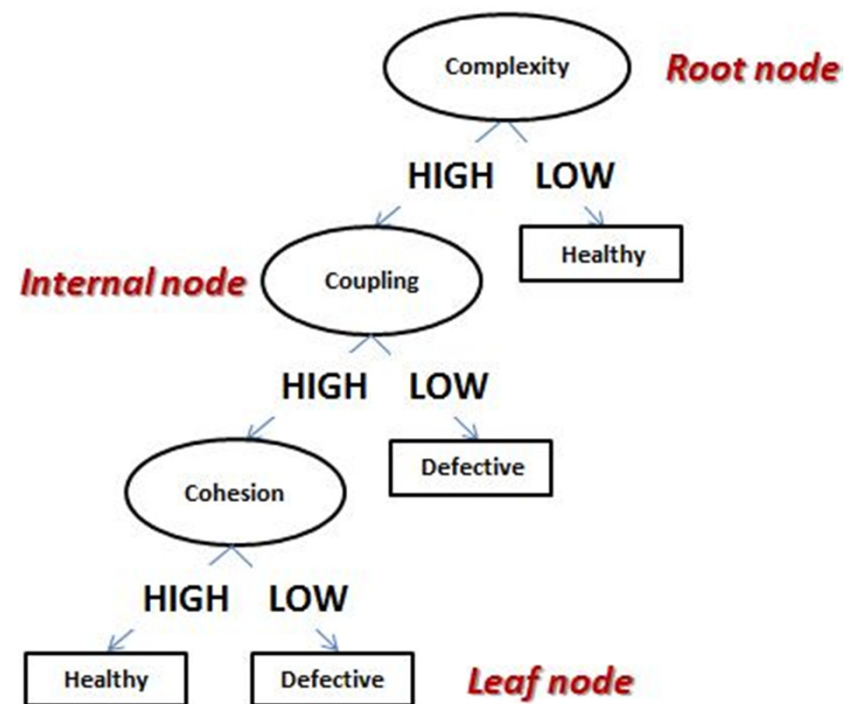 Complexity
Root node
HIGH
LOW
Internal node
Coupling
Healthy
HIGH
LOW
Cohesion
Defective
HIGH
LOW
Healthy
Defective
Leaf node